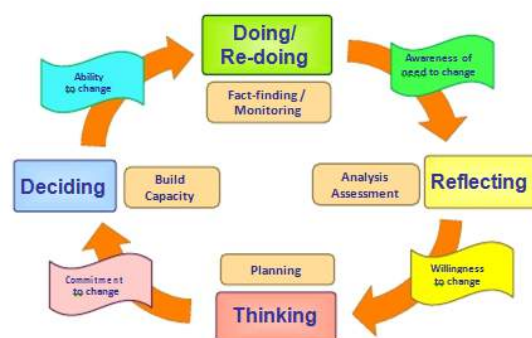 Doing/
Re-doing
Fact-finding /
Monitoring
Ability
to change
Awareness of
need to change
Deciding
Build
Capacity
Analysis
Assessment
Reflecting
Commitment
to change
Planning
Thinking
Willingness
to change